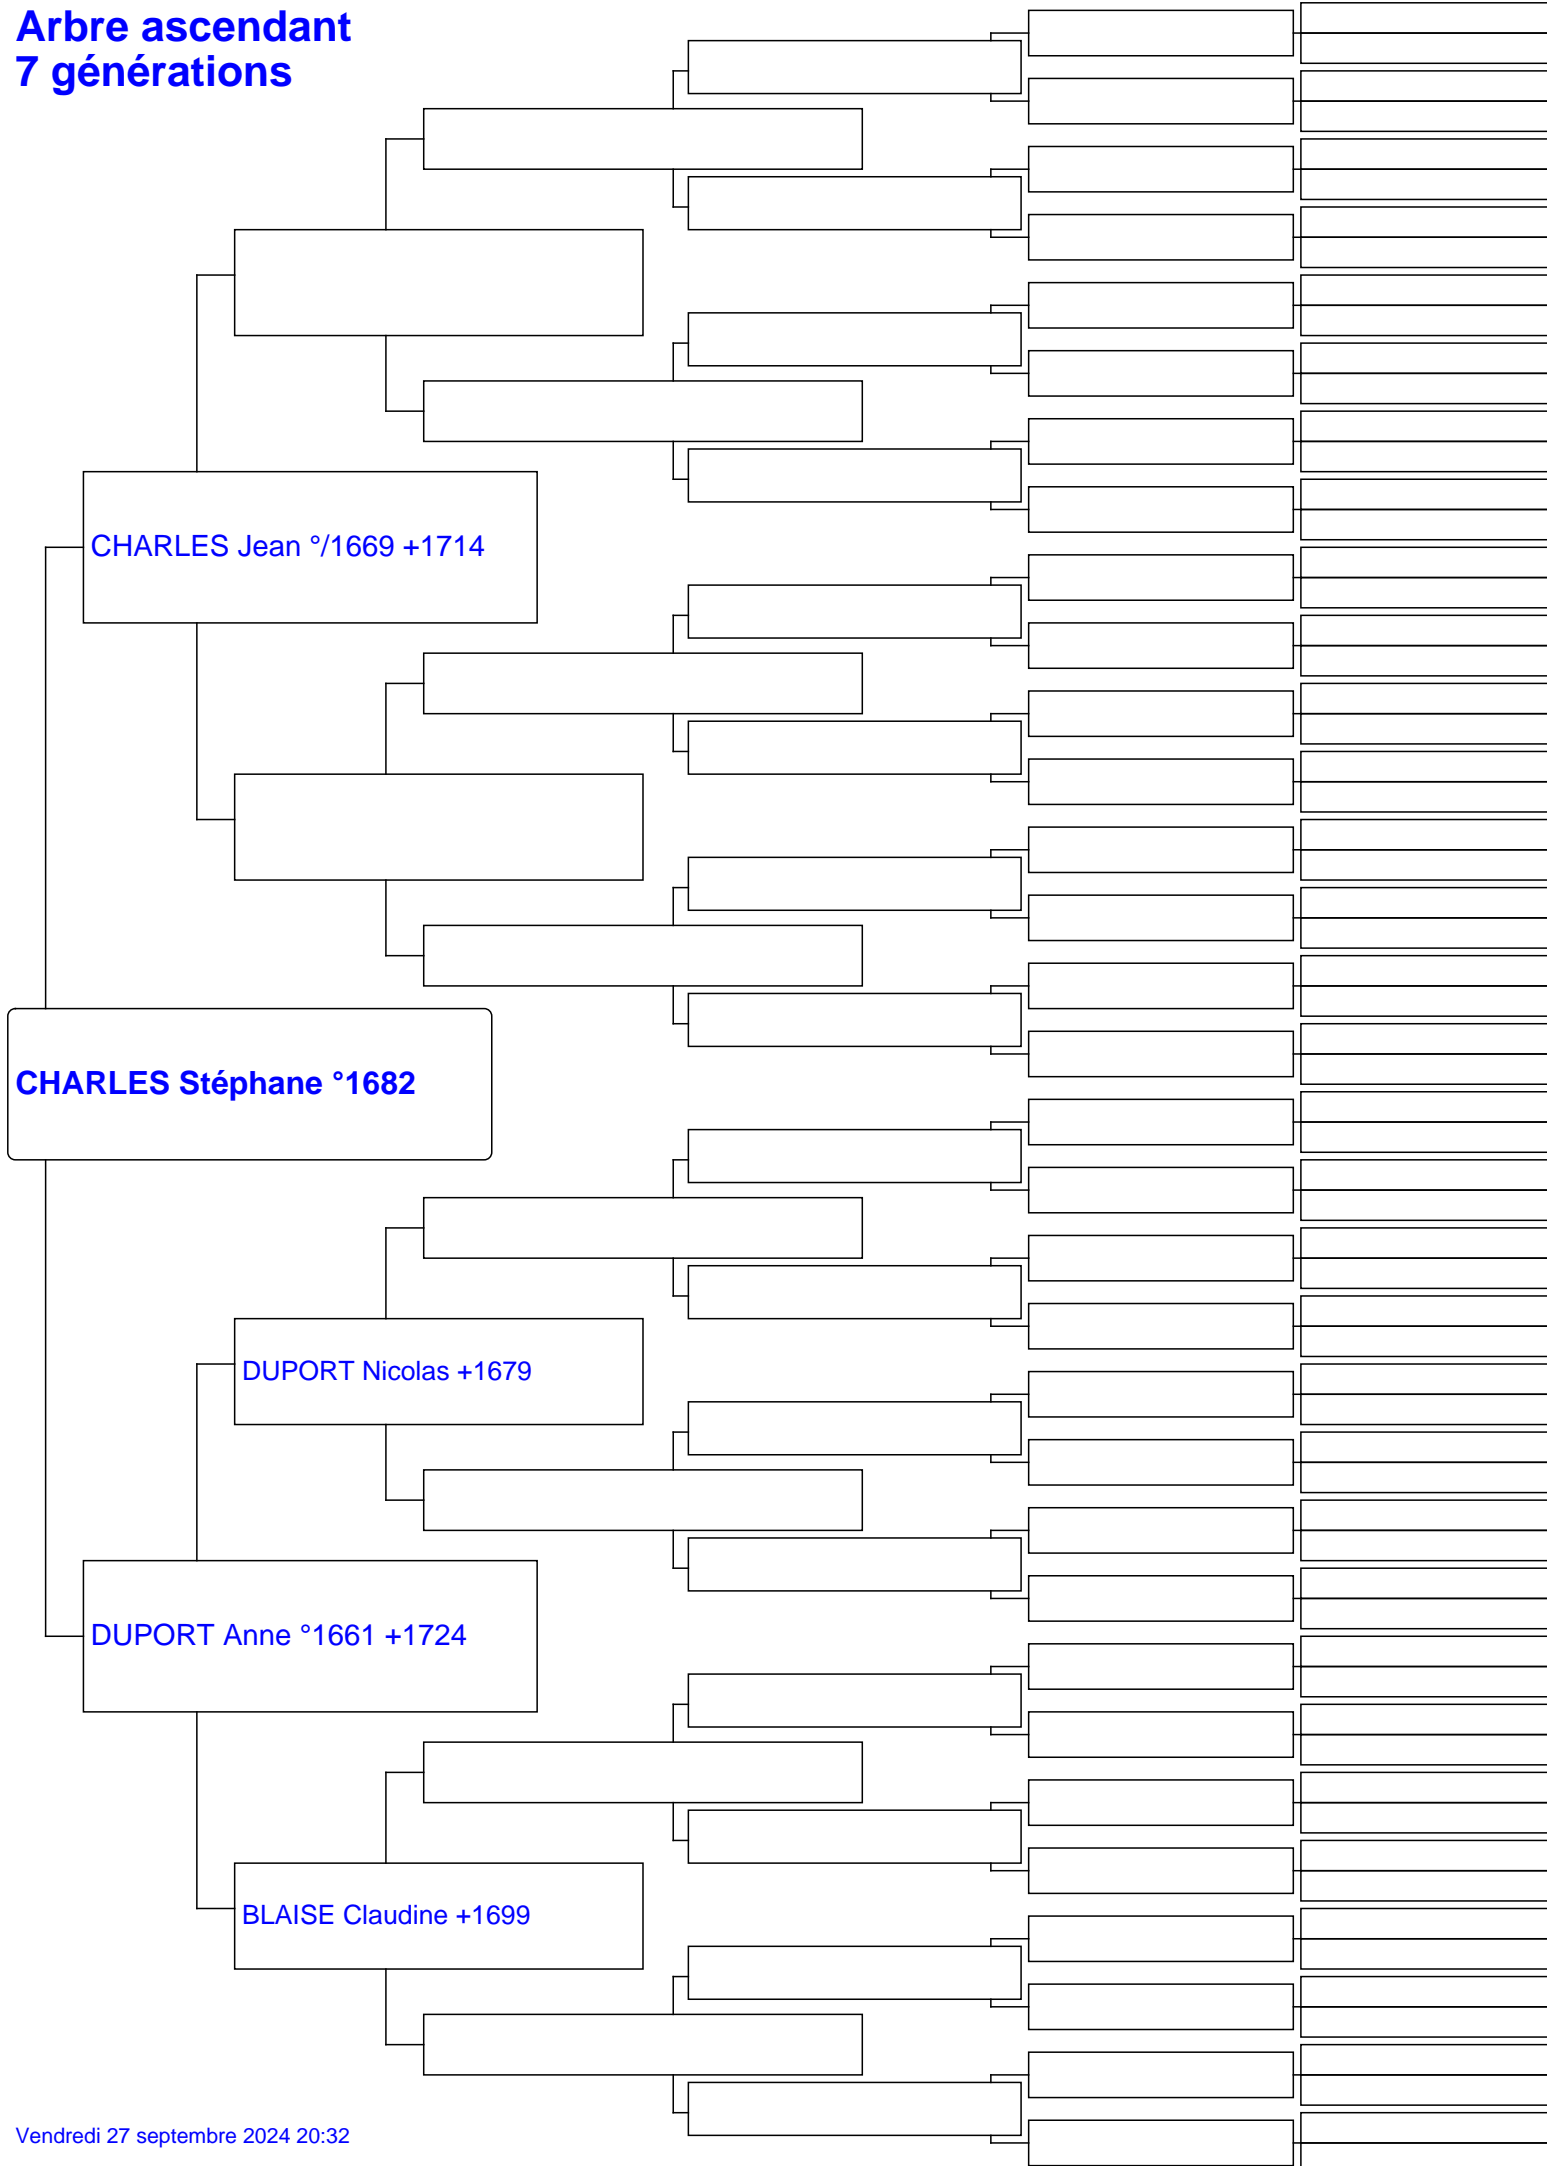 Arbre ascendant
7 générations
CHARLES Jean °/1669 +1714
CHARLES Stéphane °1682
DUPORT Nicolas +1679
DUPORT Anne °1661 +1724
BLAISE Claudine +1699
Vendredi 27 septembre 2024 20:32